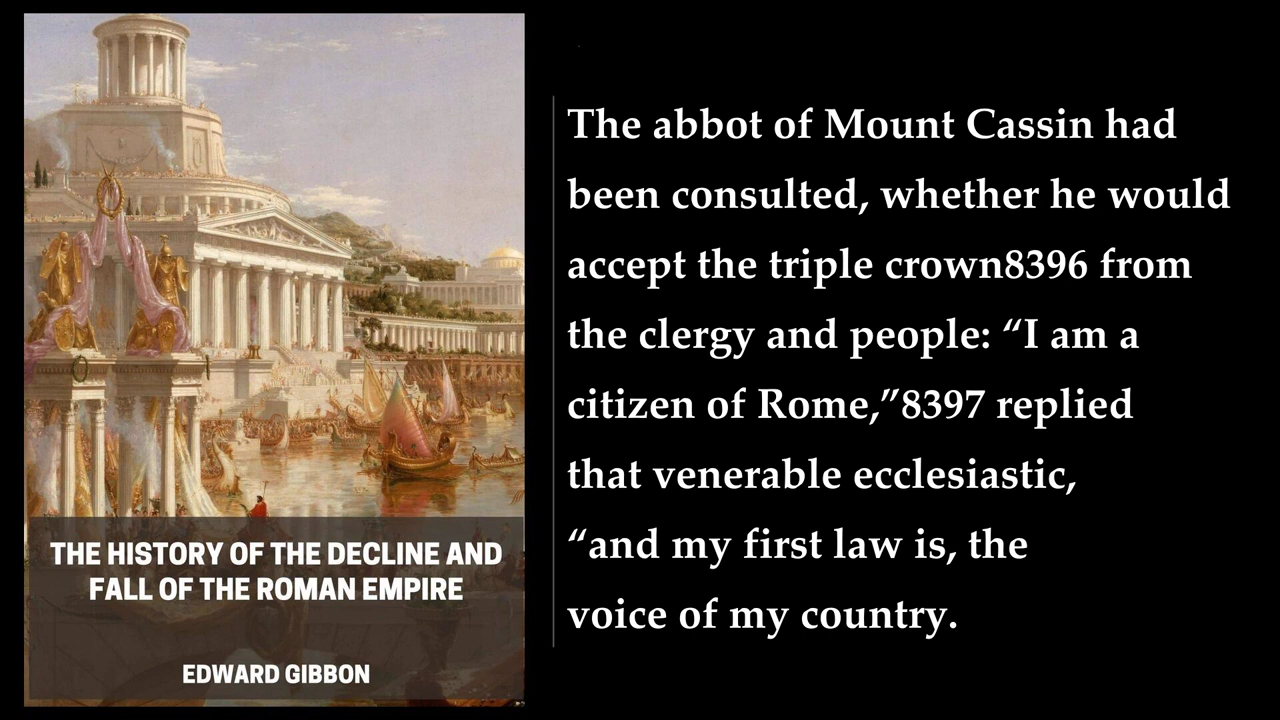 THE HISTORY OF THE DECLINE AND
FALL OF THE ROMAN EMPIRE
EDWARD GIBBON
The abbot of Mount Cassin had
been consulted, whether he would
accept the triple crown8396 from
the clergy and people: “I am a
citizen of Rome,”8397 replied
that venerable ecclesiastic,
“and my first law is, the
voice of my country.